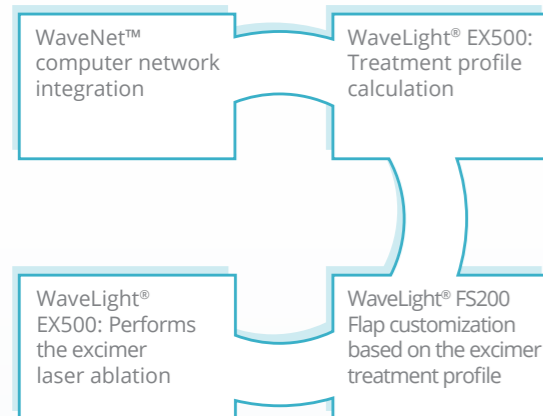 WaveNet™
computer network
integration
WaveLight® EX500:
Treatment profile
calculation
WaveLight®
EX500: Performs
the excimer
laser ablation
WaveLight® FS200
Flap customization
based on the excimer
treatment profile